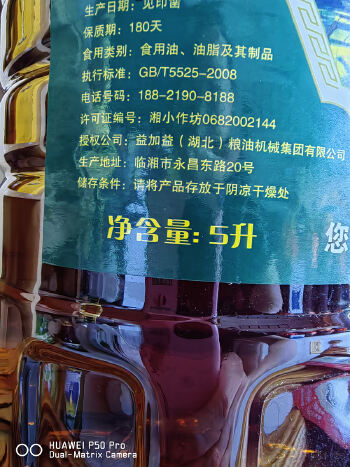 生产日期：见印菌
保质期：180天
食用类别：食用油、油脂及其制品
执行标准：GB/T5525-2008
电话号码：188-2190-8188
许可证编号：湘小作坊0682002144
授权公司：益加益（湖北）粮油机械集团有限公司
生产地址：临湘市永昌东路20号
储存条件：请将产品存放于阴凉干燥处
净含量：5升
您
HUAWEI P50 Pro
Dual-Matrix Camera